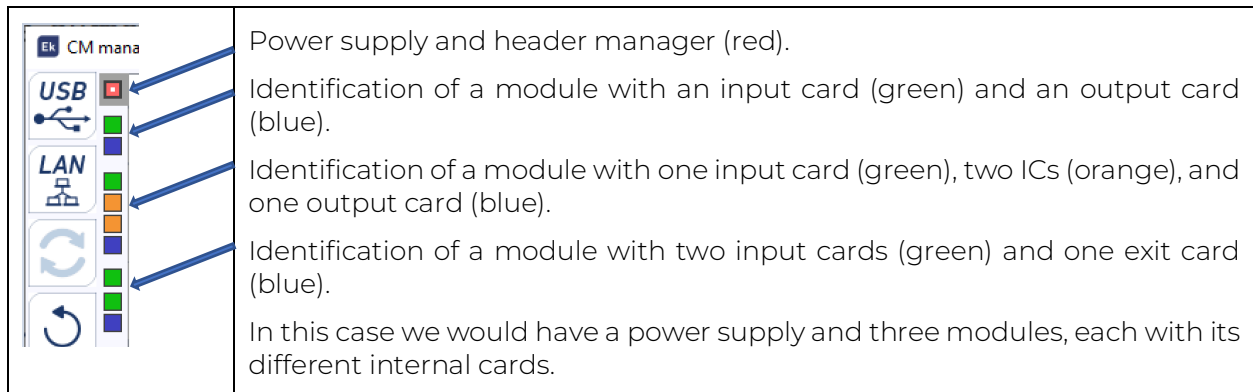 Ek CM mana
USB
LAN
Power supply and header manager (red).
Identification of a module with an input card (green) and an output card
(blue).
Identification of a module with one input card (green), two ICs (orange), and
one output card (blue).
Identification of a module with two input cards (green) and one exit card
(blue).
In this case we would have a power supply and three modules, each with its
different internal cards.